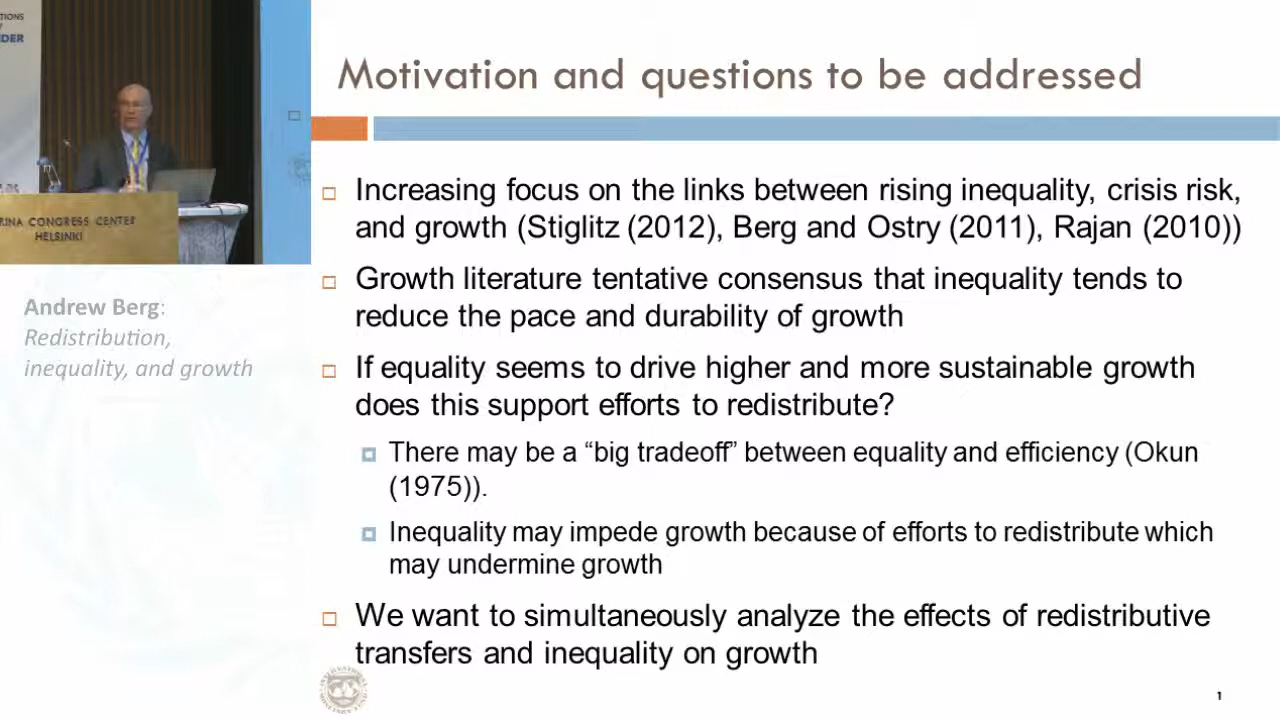 TIONS
DER
RINA CONGRESS CENTER
HELSINKI
Andrew Berg:
Redistribution,
inequality, and growth
Motivation and questions to be addressed
Increasing focus on the links between rising inequality, crisis risk,
and growth (Stiglitz (2012), Berg and Ostry (2011), Rajan (2010))
Growth literature tentative consensus that inequality tends to
reduce the pace and durability of growth
If equality seems to drive higher and more sustainable growth
does this support efforts to redistribute?
There may be a “big tradeoff” between equality and efficiency (Okun
(1975)).
Inequality may impede growth because of efforts to redistribute which
may undermine growth
We want to simultaneously analyze the effects of redistributive
transfers and inequality on growth
1